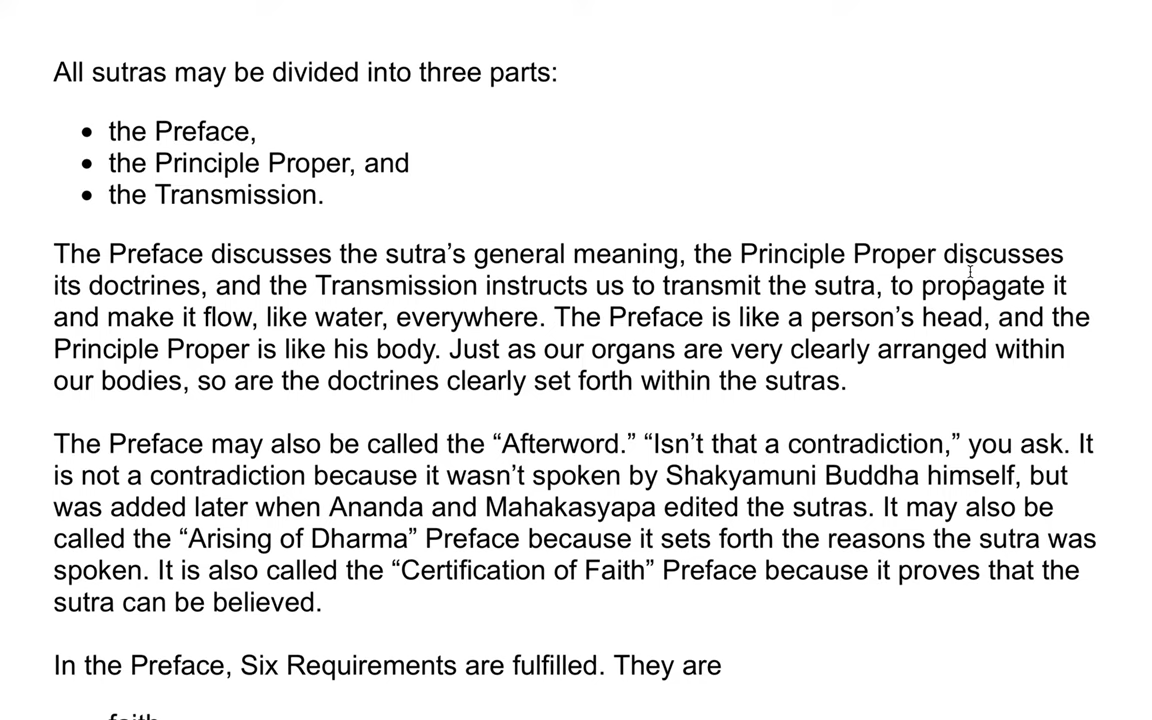 All sutras may be divided into three parts:
• the Preface,
• the Principle Proper, and
• the Transmission.
The Preface discusses the sutra’s general meaning, the Principle Proper discusses
its doctrines, and the Transmission instructs us to transmit the sutra, to propagate it
and make it flow, like water, everywhere. The Preface is like a person’s head, and the
Principle Proper is like his body. Just as our organs are very clearly arranged within
our bodies, so are the doctrines clearly set forth within the sutras.
The Preface may also be called the “Afterword.” “Isn’t that a contradiction,” you ask. It
is not a contradiction because it wasn’t spoken by Shakyamuni Buddha himself, but
was added later when Ananda and Mahakasyapa edited the sutras. It may also be
called the “Arising of Dharma” Preface because it sets forth the reasons the sutra was
spoken. It is also called the “Certification of Faith” Preface because it proves that the
sutra can be believed.
In the Preface, Six Requirements are fulfilled. They are
faith